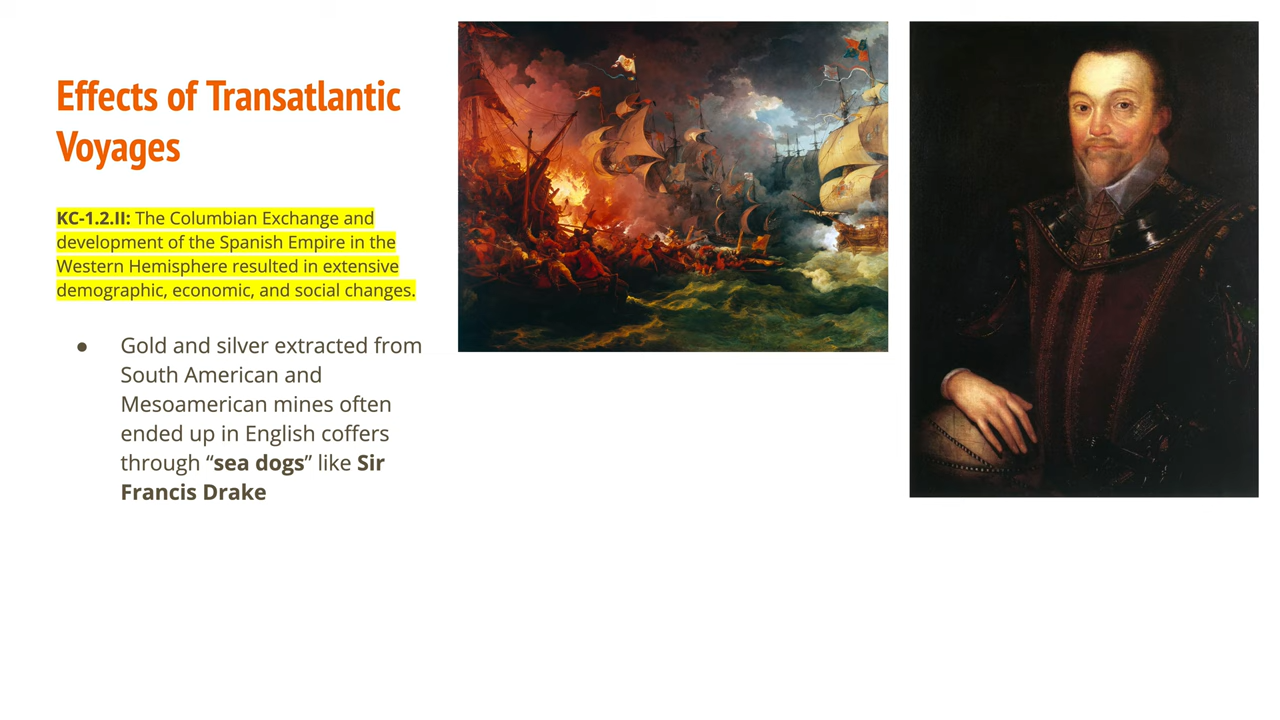 Effects of Transatlantic
Voyages
KC-1.2.II: The Columbian Exchange and
development of the Spanish Empire in the
Western Hemisphere resulted in extensive
demographic, economic, and social changes.
● Gold and silver extracted from
South American and
Mesoamerican mines often
ended up in English coffers
through “sea dogs” like Sir
Francis Drake